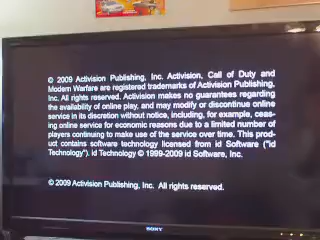 © 2009 Activision Publishing, Inc. Activision, Call of Duty and
Modern Warfare are registered trademarks of Activision Publishing,
Inc. All rights reserved. Activision makes no guarantees regarding
the availability of online play, and may modify or discontinue online
service in its discretion without notice, including, for example, ceas-
ing online service for economic reasons due to a limited number of
players continuing to make use of the service over time. This prod-
uct contains software technology licensed from id Software ("id
Technology"). id Technology © 1999-2009 id Software, Inc.
© 2009 Activision Publishing, Inc. All rights reserved.
SONY